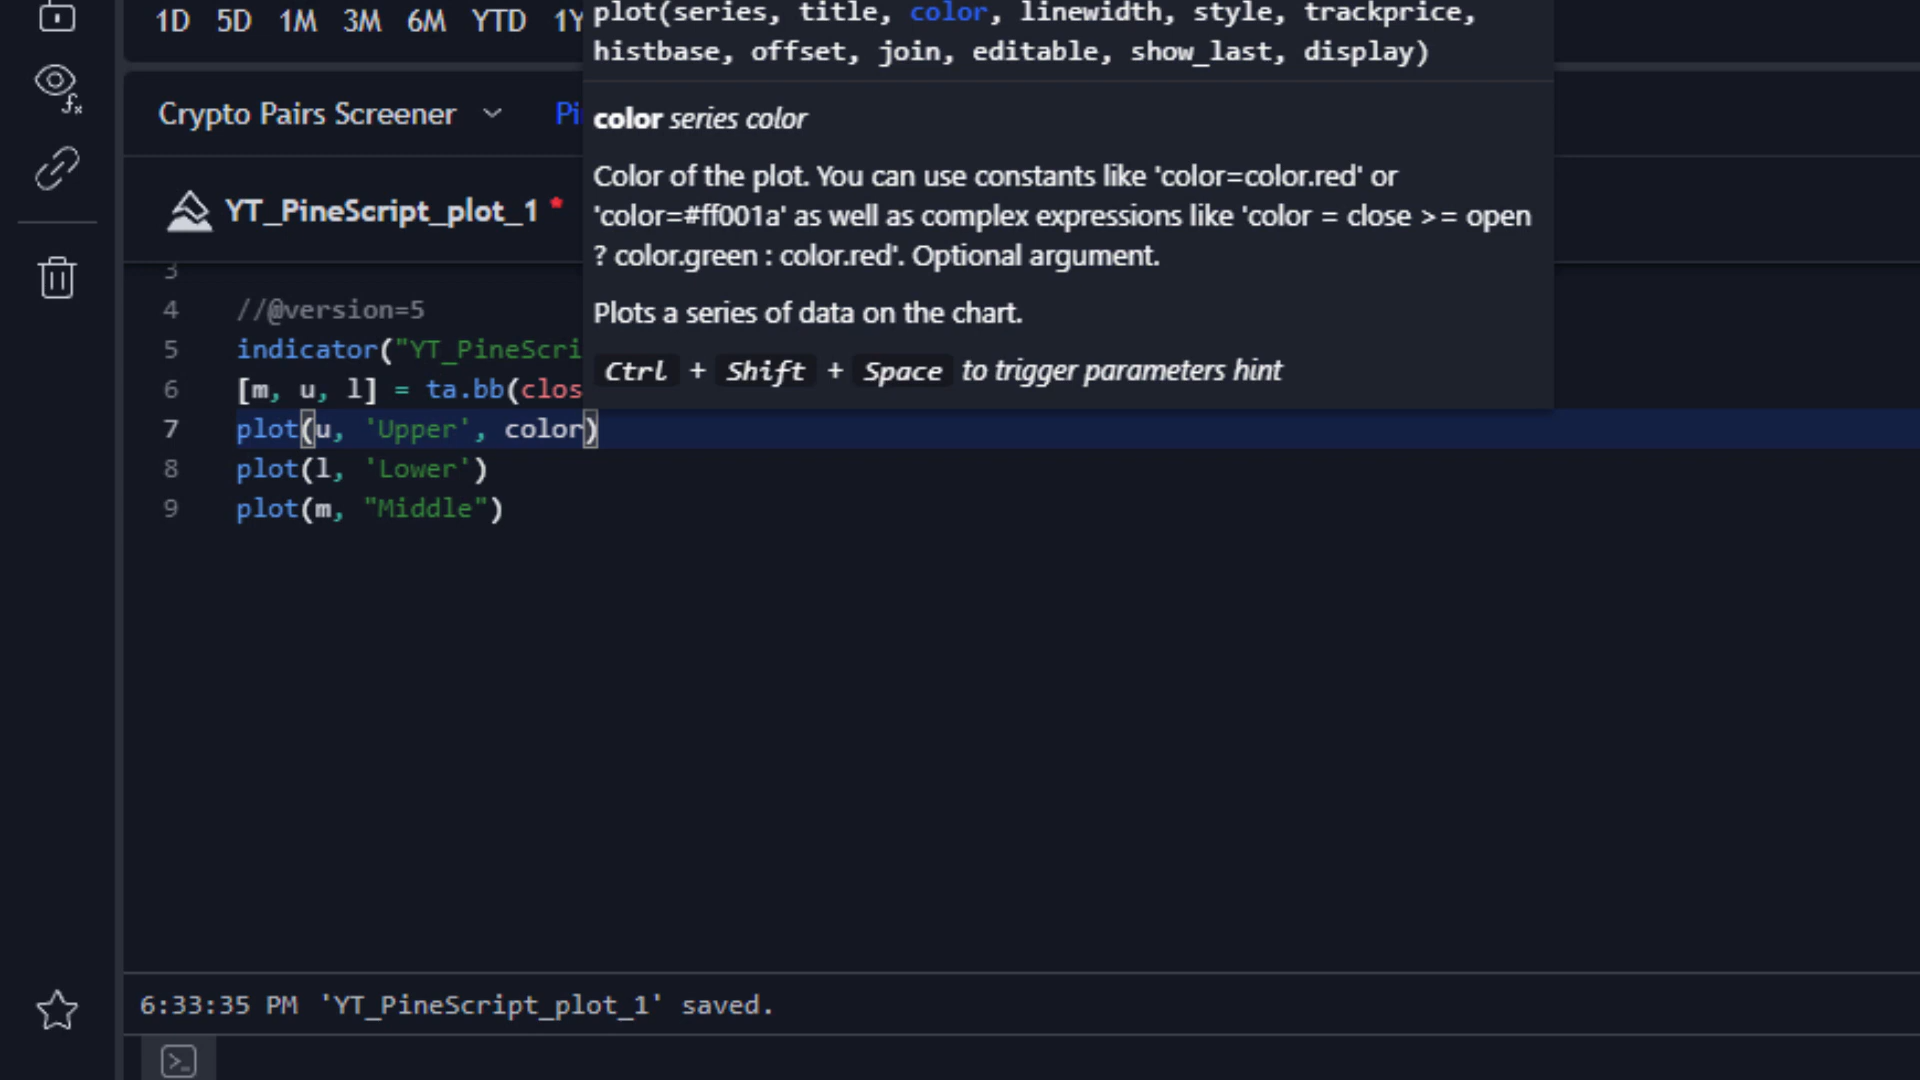 1D 5D 1M 3M 6M YTD 1Y
plot(series, title, color, linewidth, style, trackprice,
histbase, offset, join, editable, show_last, display)
Crypto Pairs Screener Pi
color series color
Color of the plot. You can use constants like 'color=color.red' or
'color=#ff001a' as well as complex expressions like 'color = close >= open
? color.green : color.red'. Optional argument.
Plots a series of data on the chart.
Ctrl + Shift + Space to trigger parameters hint
YT_PineScript_plot_1 *
3
4 //@version=5
5 indicator("YT_PineScri
6 [m, u, l] = ta.bb(clos
7 plot(u, 'Upper', color)
8 plot(l, 'Lower')
9 plot(m, "Middle")
6:33:35 PM 'YT_PineScript_plot_1' saved.